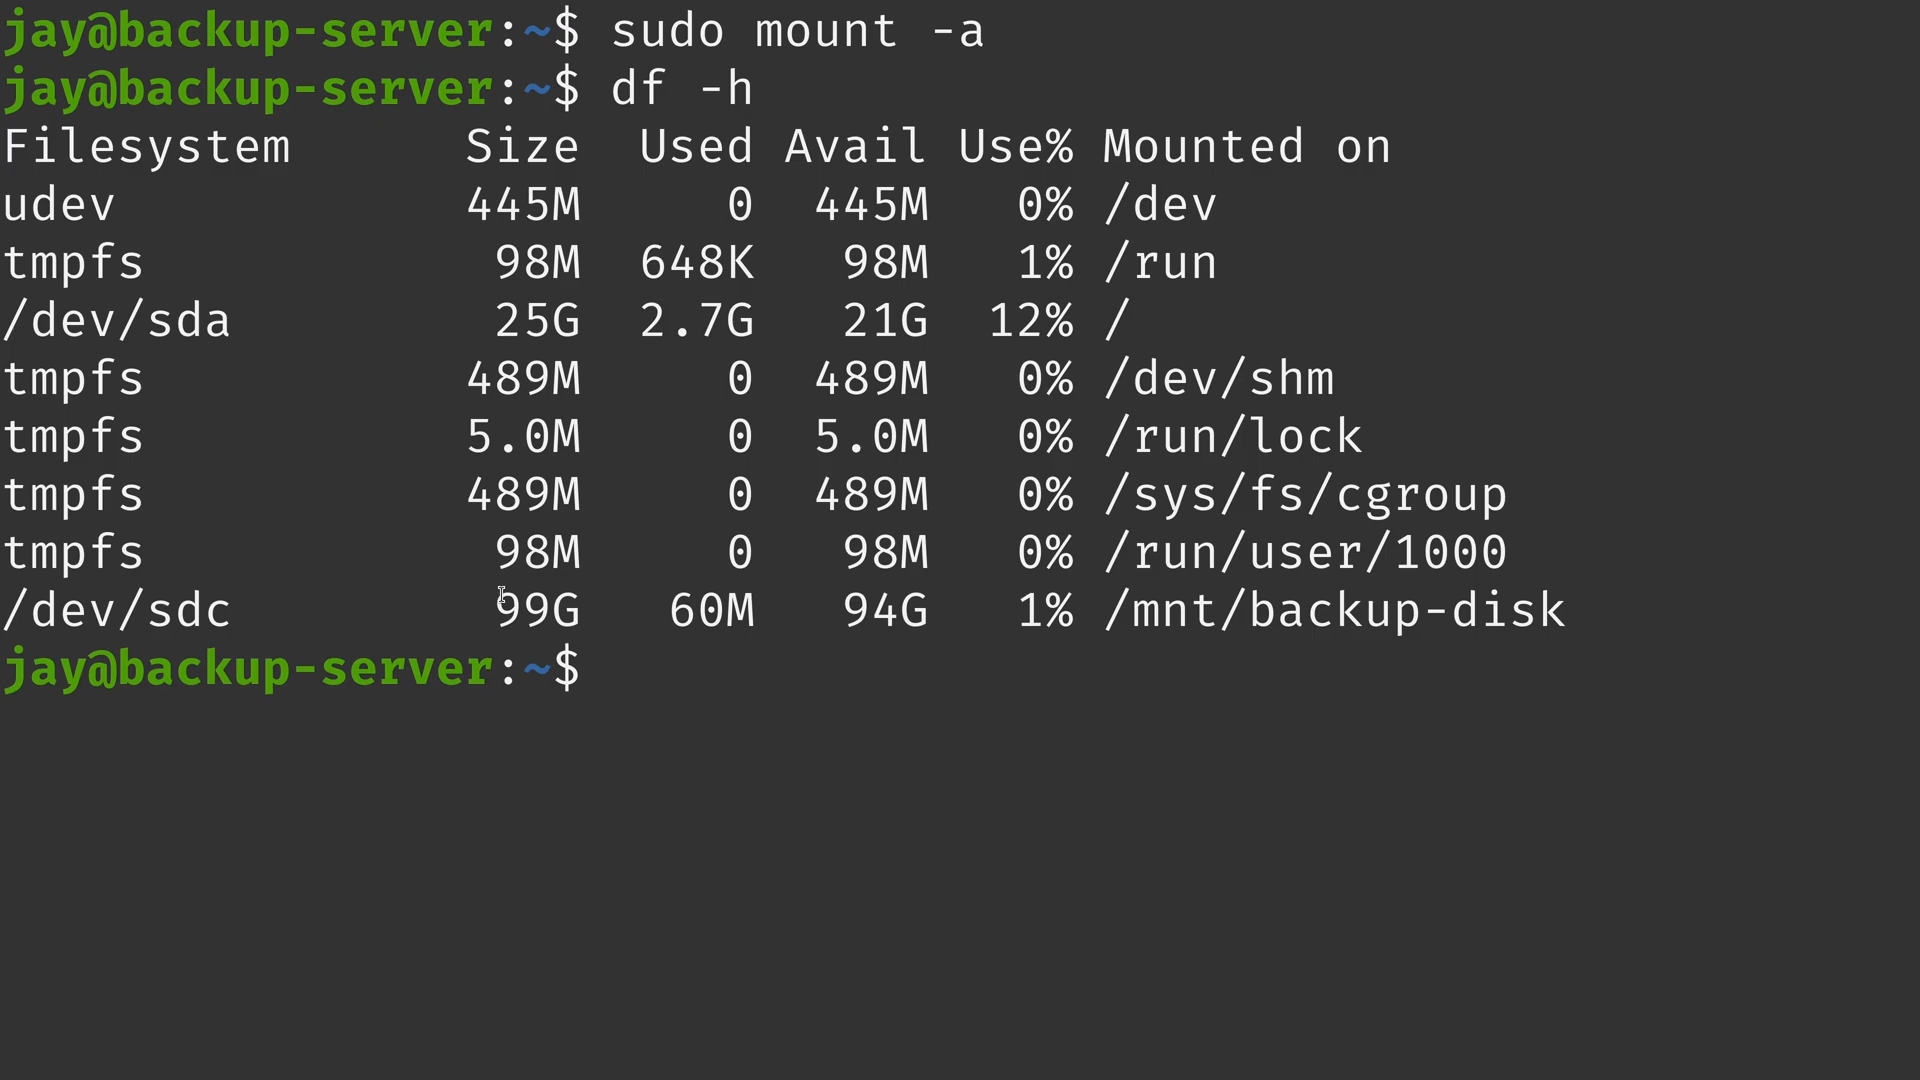 jay@backup-server:~$ sudo mount -a
jay@backup-server:~$ df -h
Filesystem      Size  Used Avail Use% Mounted on
udev            445M     0  445M   0% /dev
tmpfs            98M  648K   98M   1% /run
/dev/sda         25G  2.7G   21G  12% /
tmpfs           489M     0  489M   0% /dev/shm
tmpfs           5.0M     0  5.0M   0% /run/lock
tmpfs           489M     0  489M   0% /sys/fs/cgroup
tmpfs            98M     0   98M   0% /run/user/1000
/dev/sdc         99G   60M   94G   1% /mnt/backup-disk
jay@backup-server:~$